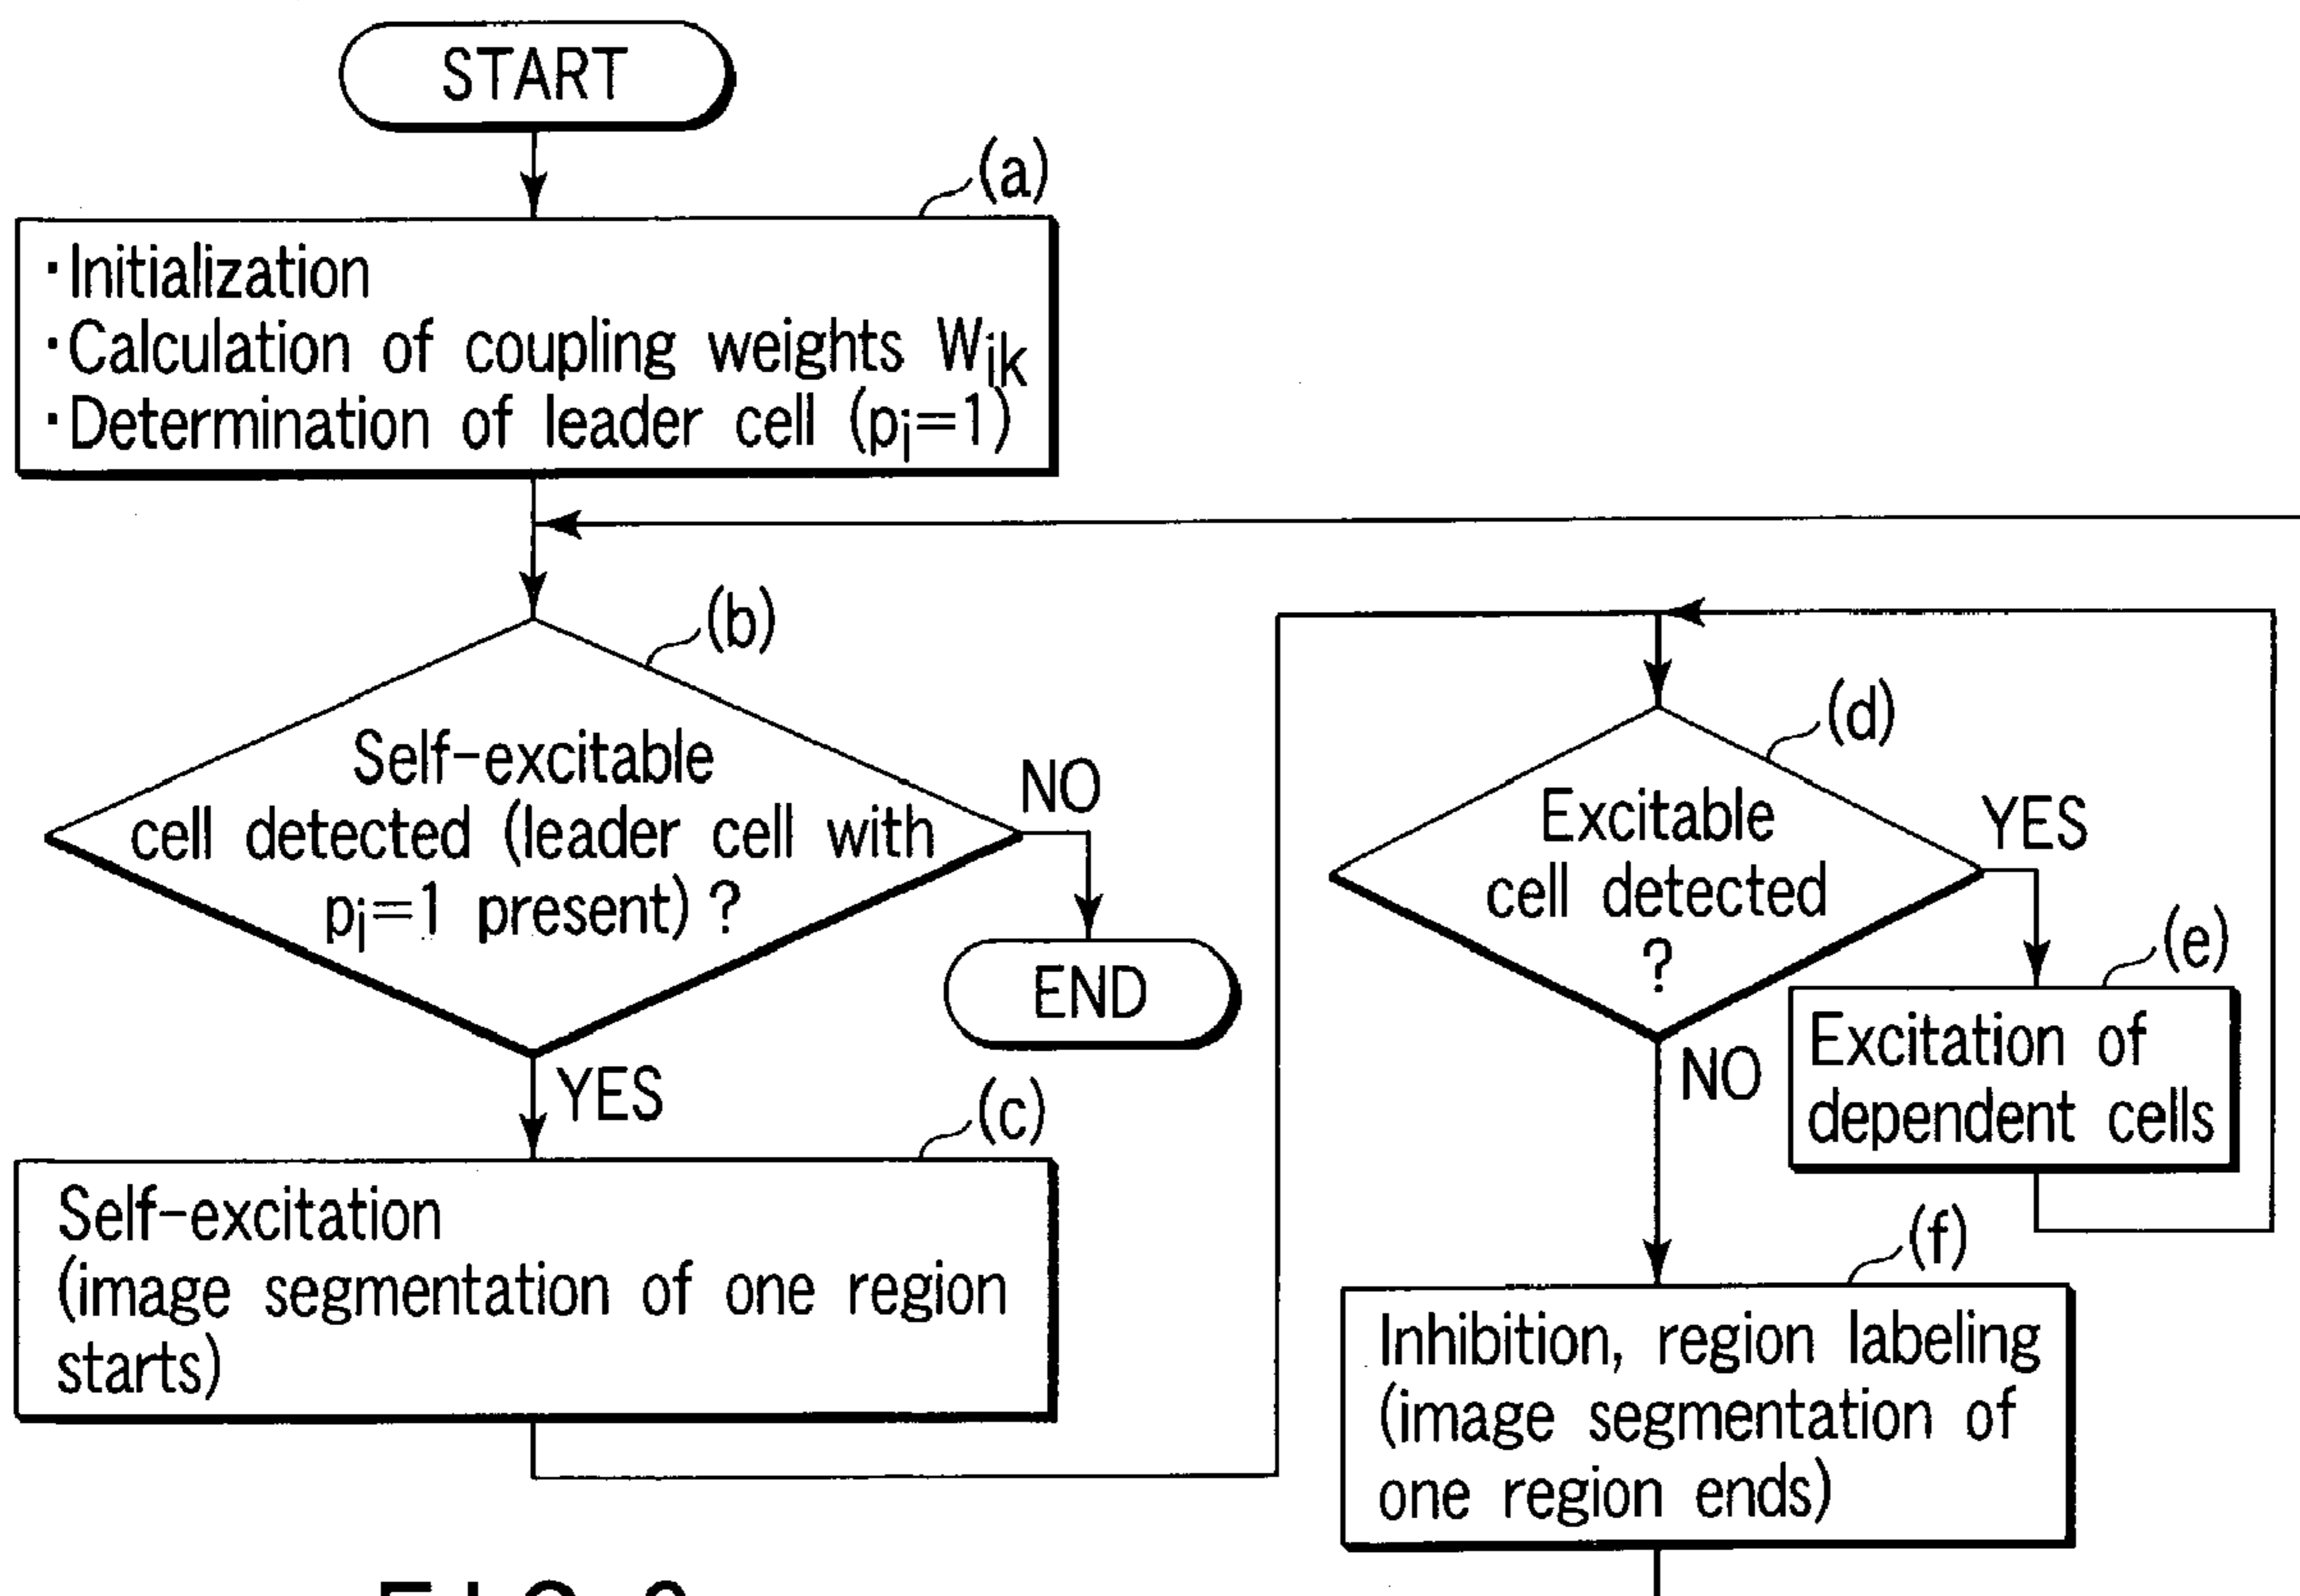 START
(a)
·Initialization
·Calculation of coupling weights Wik
·Determination of leader cell (pi=1)
(b)
Self-excitable
cell detected (leader cell with
pi=1 present) ?
NO
END
YES
(c)
Self-excitation
(image segmentation of one region
starts)
(d)
Excitable
cell detected
?
YES
NO
(e)
Excitation of
dependent cells
(f)
Inhibition, region labeling
(image segmentation of
one region ends)